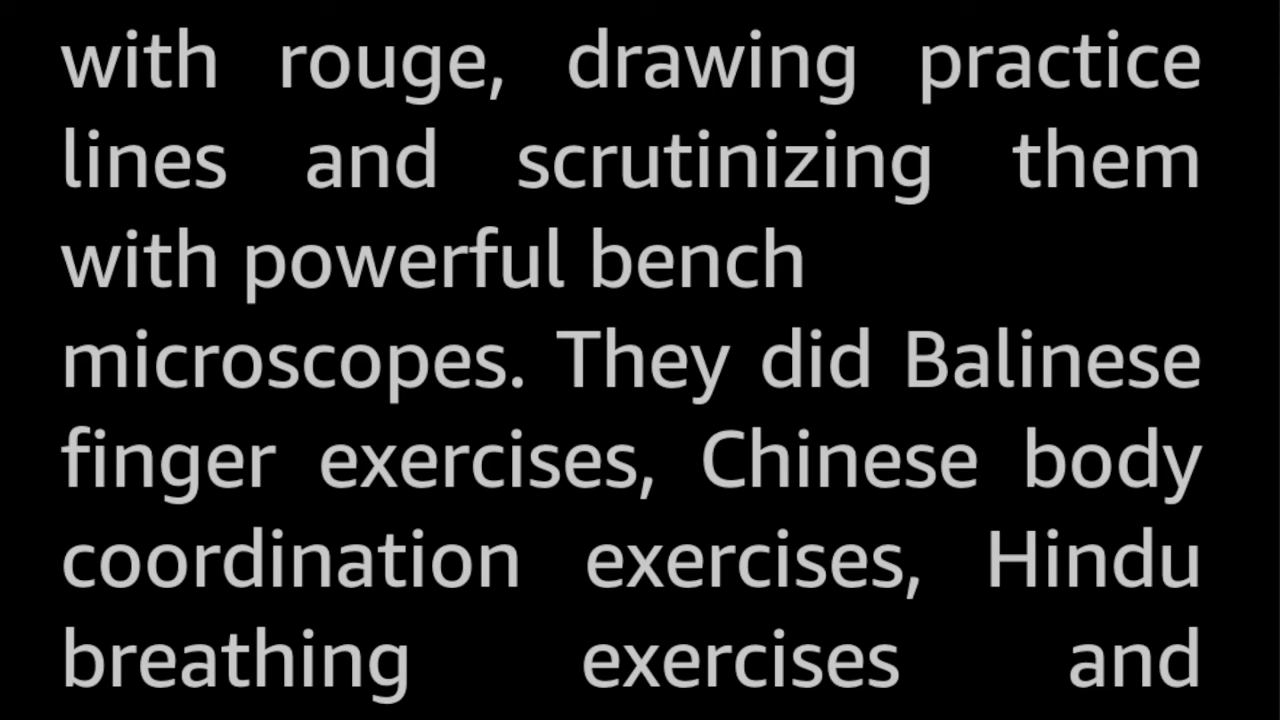 with rouge, drawing practice
lines and scrutinizing them
with powerful bench
microscopes. They did Balinese
finger exercises, Chinese body
coordination exercises, Hindu
breathing exercises and